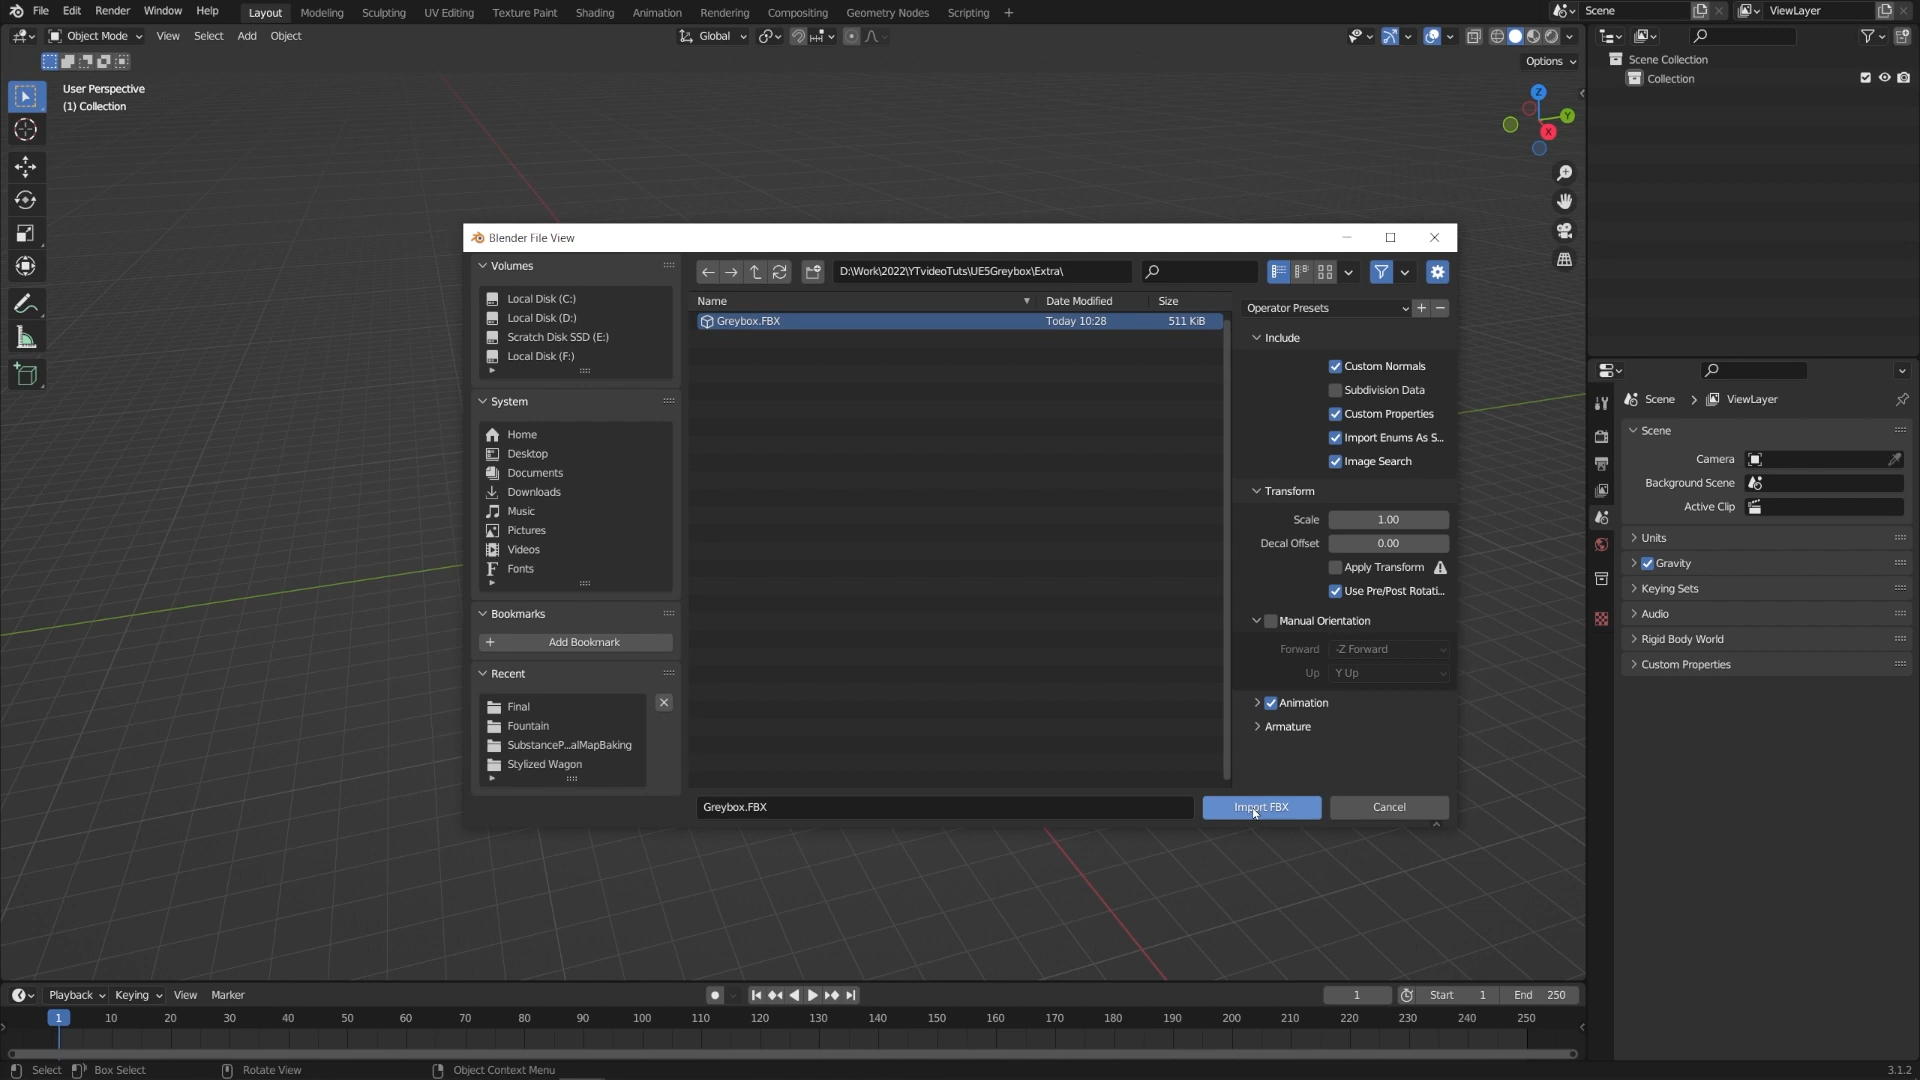 File Edit Render Window Help Layout Modeling Sculpting UV Editing Texture Paint Shading Animation Rendering Compositing Geometry Nodes Scripting + Scene ViewLayer
Object Mode View Select Add Object Global
Options
User Perspective
(1) Collection
Z
Y
X
Scene Collection
Collection
Blender File View
Volumes
Local Disk (C:)
Local Disk (D:)
Scratch Disk SSD (E:)
Local Disk (F:)
System
Home
Desktop
Documents
Downloads
Music
Pictures
Videos
Fonts
Bookmarks
+ Add Bookmark
Recent
Final
Fountain
SubstanceP...alMapBaking
Stylized Wagon
D:\Work\2022\YTvideoTuts\UE5Greybox\Extra\
Name Date Modified Size
Greybox.FBX Today 10:28 511 KiB
Operator Presets
Include
Custom Normals
Subdivision Data
Custom Properties
Import Enums As S...
Image Search
Transform
Scale 1.00
Decal Offset 0.00
Apply Transform
Use Pre/Post Rotati...
Manual Orientation
Forward -Z Forward
Up Y Up
Animation
Armature
Greybox.FBX Import FBX Cancel
Scene ViewLayer
Scene
Camera
Background Scene
Active Clip
Units
Gravity
Keying Sets
Audio
Rigid Body World
Custom Properties
Playback Keying View Marker 1 Start 1 End 250
1 10 20 30 40 50 60 70 80 90 100 110 120 130 140 150 160 170 180 190 200 210 220 230 240 250
Select Box Select Rotate View Object Context Menu 3.1.2